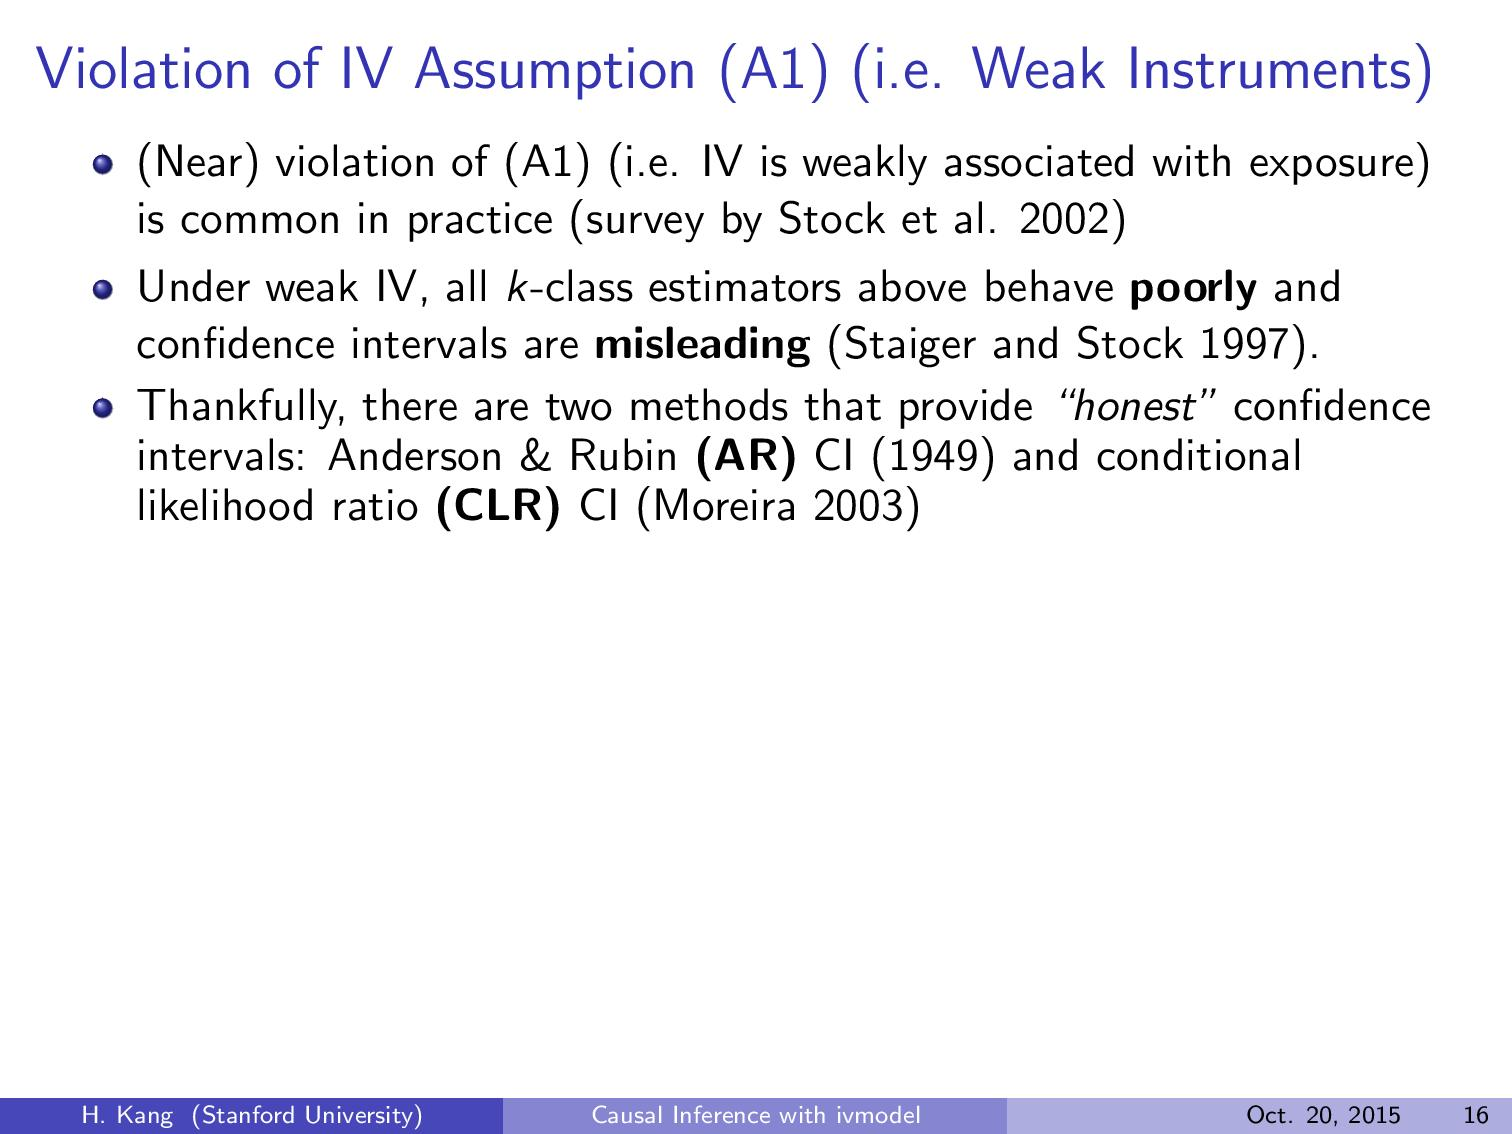 Violation of IV Assumption (A1) (i.e. Weak Instruments)
(Near) violation of (A1) (i.e. IV is weakly associated with exposure)
is common in practice (survey by Stock et al. 2002)
Under weak IV, all k-class estimators above behave poorly and
confidence intervals are misleading (Staiger and Stock 1997).
Thankfully, there are two methods that provide “honest” confidence
intervals: Anderson & Rubin (AR) CI (1949) and conditional
likelihood ratio (CLR) CI (Moreira 2003)
H. Kang (Stanford University) Causal Inference with ivmodel Oct. 20, 2015 16